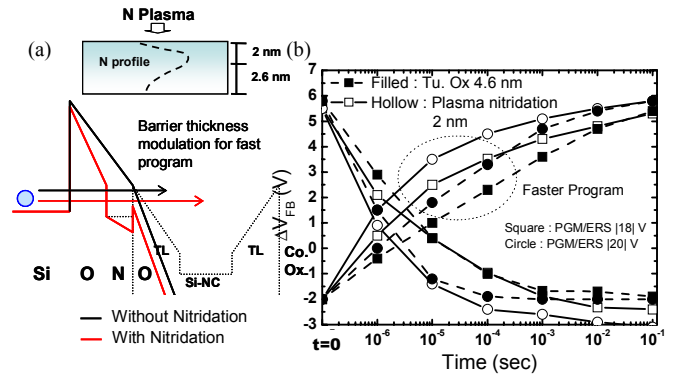 N Plasma
(a)
N profile
2 nm
2.6 nm
Barrier thickness
modulation for fast
program
TL
TL
Si-NC
Co.
Ox.
Si O N O
Without Nitridation
With Nitridation
(b)
ΔV_FB (V)
6
5
4
3
2
1
0
-1
-2
-3
Filled : Tu. Ox 4.6 nm
Hollow : Plasma nitridation
2 nm
Faster Program
Square : PGM/ERS |18| V
Circle : PGM/ERS |20| V
t=0 10⁻⁶ 10⁻⁵ 10⁻⁴ 10⁻³ 10⁻² 10⁻¹
Time (sec)